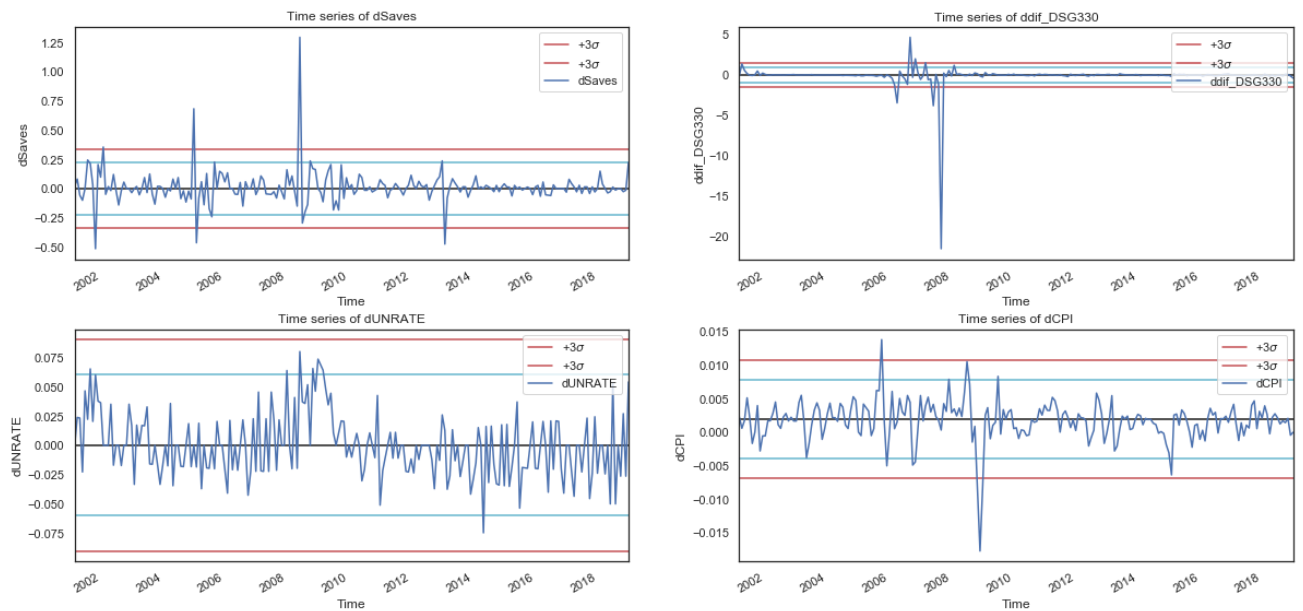 Time series of dSaves
1.25
1.00
0.75
0.50
0.25
0.00
−0.25
−0.50
dSaves
+3σ
+3σ
dSaves
2002
2004
2006
2008
2010
2012
2014
2016
2018
Time
Time series of ddif_DSG330
5
0
−5
−10
−15
−20
ddif_DSG330
+3σ
+3σ
ddif_DSG330
2002
2004
2006
2008
2010
2012
2014
2016
2018
Time
Time series of dUNRATE
0.075
0.050
0.025
0.000
−0.025
−0.050
−0.075
dUNRATE
+3σ
+3σ
dUNRATE
2002
2004
2006
2008
2010
2012
2014
2016
2018
Time
Time series of dCPI
0.015
0.010
0.005
0.000
−0.005
−0.010
−0.015
dCPI
+3σ
+3σ
dCPI
2002
2004
2006
2008
2010
2012
2014
2016
2018
Time